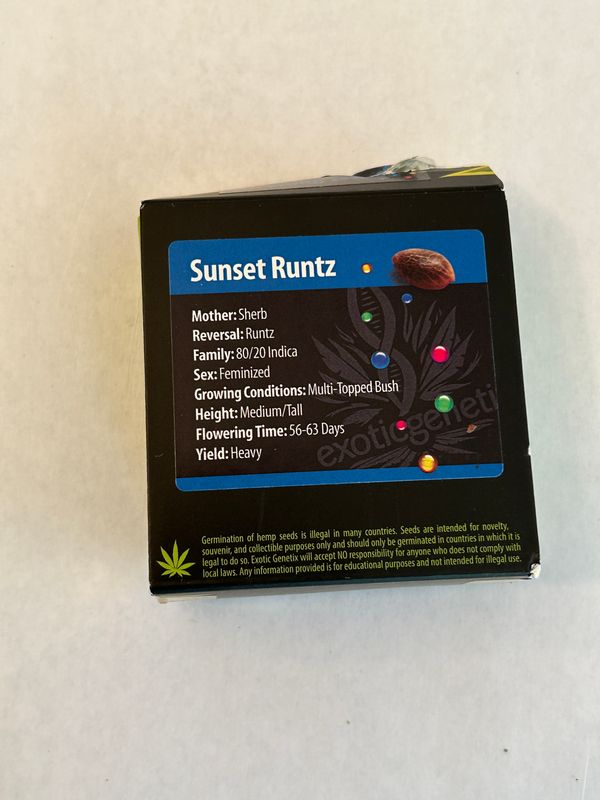 Sunset Runtz
Mother: Sherb
Reversal: Runtz
Family: 80/20 Indica
Sex: Feminized
Growing Conditions: Multi-Topped Bush
Height: Medium/Tall
Flowering Time: 56-63 Days
Yield: Heavy
exoticgeneti
Germination of hemp seeds is illegal in many countries. Seeds are intended for novelty,
souvenir, and collectible purposes only and should only be germinated in countries in which it is
legal to do so. Exotic Genetix will accept NO responsibility for anyone who does not comply with
local laws. Any information provided is for educational purposes and not intended for illegal use.